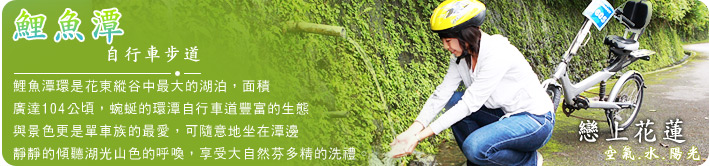 鯉魚潭
自行車步道
鯉魚潭環是花東縱谷中最大的湖泊，面積
廣達104公頃，蜿蜒的環潭自行車道豐富的生態
與景色更是單車族的最愛，可隨意地坐在潭邊
靜靜的傾聽湖光山色的呼喚，享受大自然芬多精的洗禮
戀上花蓮
空氣.水.陽光